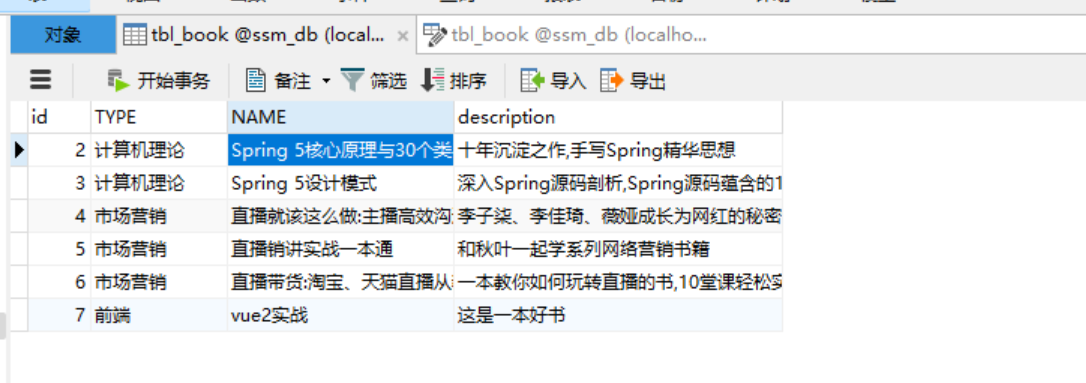 对象 tbl_book @ssm_db (local... × tbl_book @ssm_db (localho...
开始事务 备注 筛选 排序 导入 导出
id TYPE NAME description
2 计算机理论 Spring 5核心原理与30个类 十年沉淀之作,手写Spring精华思想
3 计算机理论 Spring 5设计模式 深入Spring源码剖析,Spring源码蕴含的1
4 市场营销 直播就该这么做:主播高效沟 李子柒、李佳琦、薇娅成长为网红的秘密
5 市场营销 直播销讲实战一本通 和秋叶一起学系列网络营销书籍
6 市场营销 直播带货:淘宝、天猫直播从 一本教你如何玩转直播的书,10堂课轻松实
7 前端 vue2实战 这是一本好书